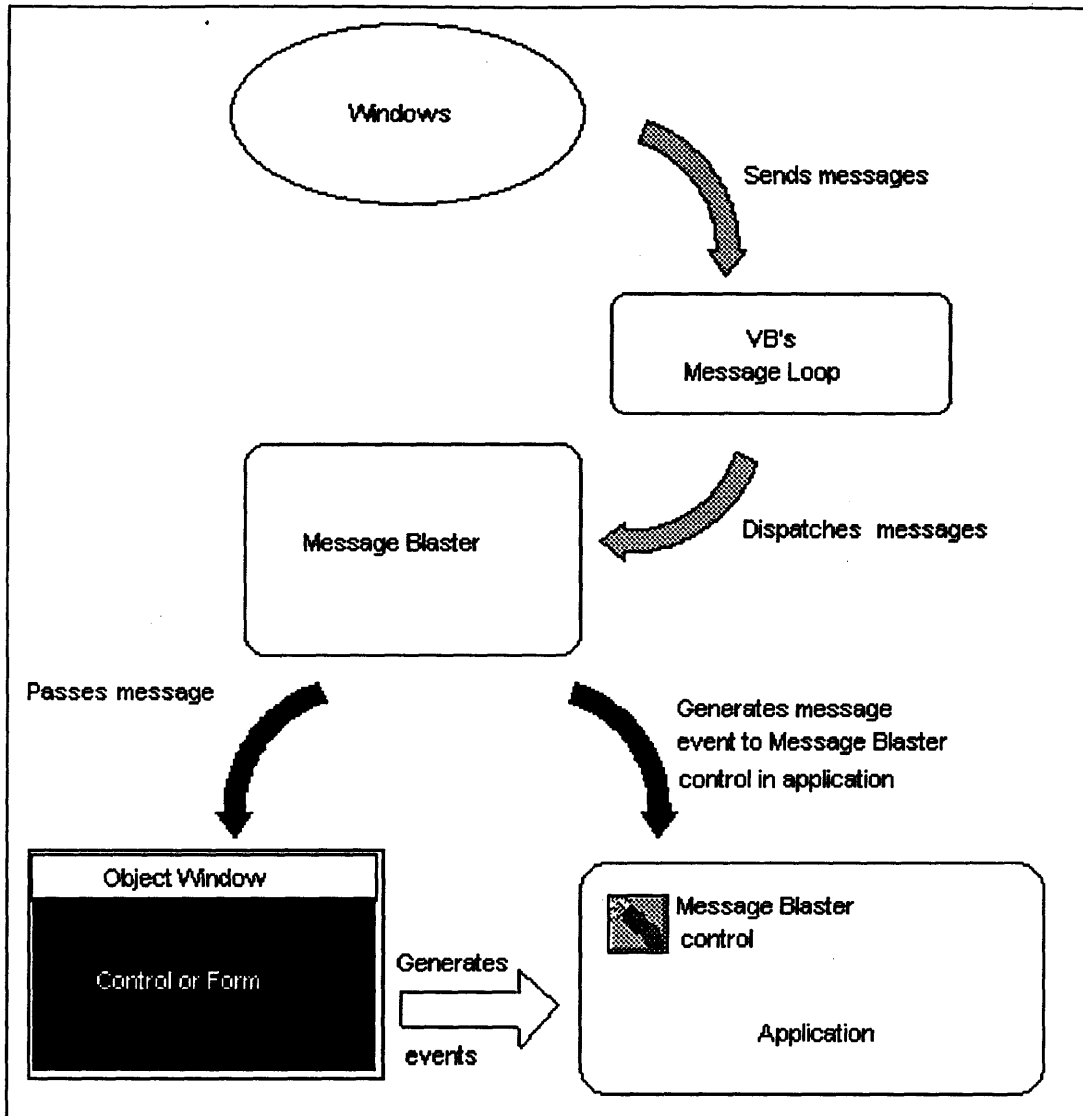 Windows
Sends messages
VB's
Message Loop
Message Blaster
Dispatches messages
Passes message
Generates message
event to Message Blaster
control in application
Object Window
Control or Form
Generates
events
Message Blaster
control
Application